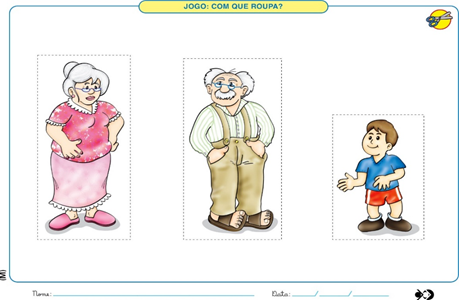 JOGO: COM QUE ROUPA?
(M)
Nome:
Data: / /